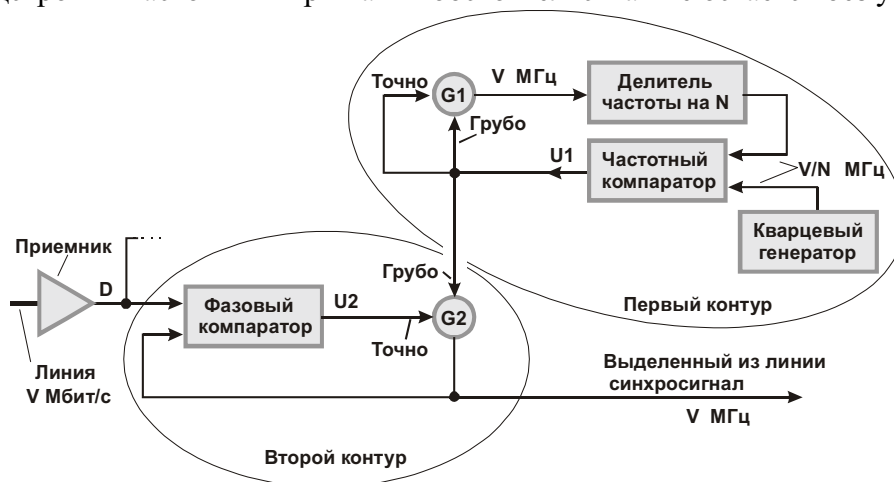 Точно
V МГц
G1
Делитель
частоты на N
Грубо
U1
Частотный
компаратор
V/N МГц
Кварцевый
генератор
Первый контур
Приемник
D
Фазовый
компаратор
U2
Точно
Грубо
G2
Линия
V Мбит/с
Выделенный из линии
синхросигнал
V МГц
Второй контур